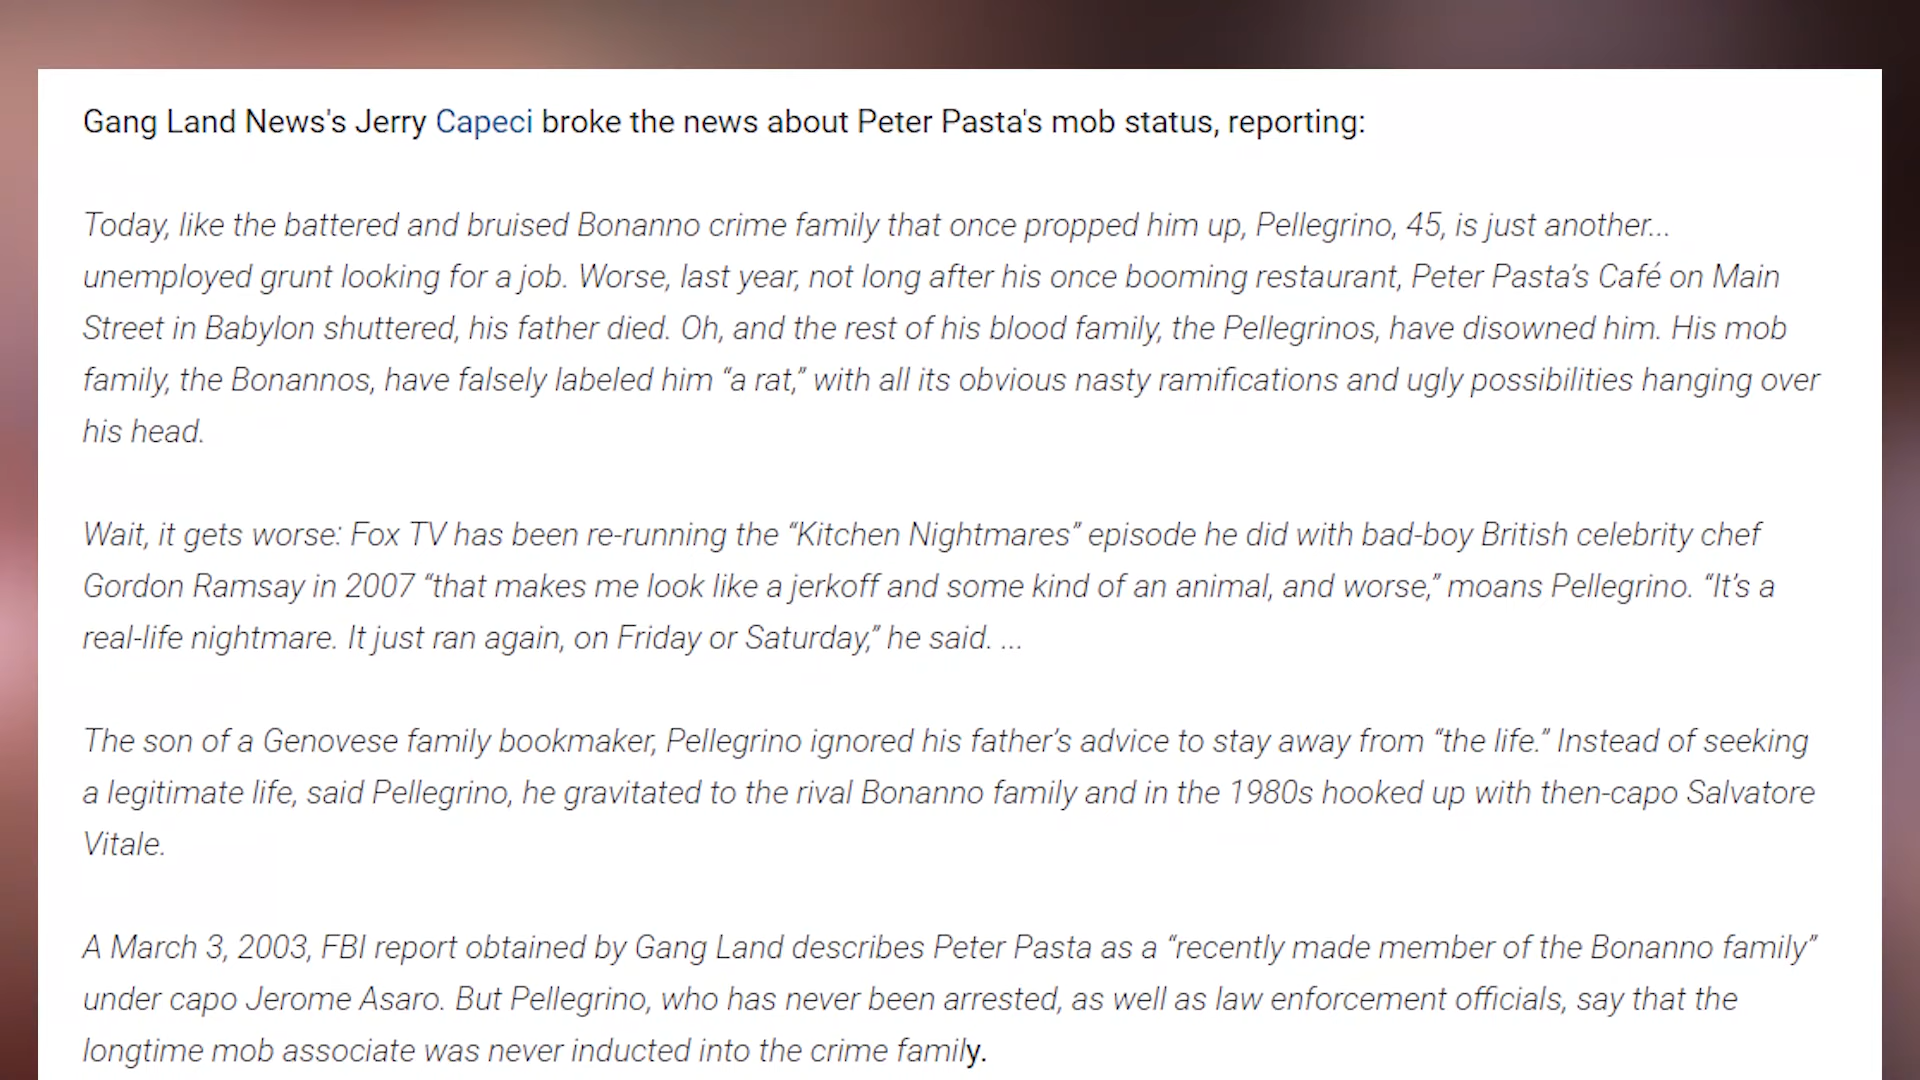 Gang Land News's Jerry Capeci broke the news about Peter Pasta's mob status, reporting:
Today, like the battered and bruised Bonanno crime family that once propped him up, Pellegrino, 45, is just another...
unemployed grunt looking for a job. Worse, last year, not long after his once booming restaurant, Peter Pasta’s Café on Main
Street in Babylon shuttered, his father died. Oh, and the rest of his blood family, the Pellegrinos, have disowned him. His mob
family, the Bonannos, have falsely labeled him “a rat,” with all its obvious nasty ramifications and ugly possibilities hanging over
his head.
Wait, it gets worse: Fox TV has been re-running the “Kitchen Nightmares” episode he did with bad-boy British celebrity chef
Gordon Ramsay in 2007 “that makes me look like a jerkoff and some kind of an animal, and worse,” moans Pellegrino. “It’s a
real-life nightmare. It just ran again, on Friday or Saturday,” he said. ...
The son of a Genovese family bookmaker, Pellegrino ignored his father’s advice to stay away from “the life.” Instead of seeking
a legitimate life, said Pellegrino, he gravitated to the rival Bonanno family and in the 1980s hooked up with then-capo Salvatore
Vitale.
A March 3, 2003, FBI report obtained by Gang Land describes Peter Pasta as a “recently made member of the Bonanno family”
under capo Jerome Asaro. But Pellegrino, who has never been arrested, as well as law enforcement officials, say that the
longtime mob associate was never inducted into the crime family.